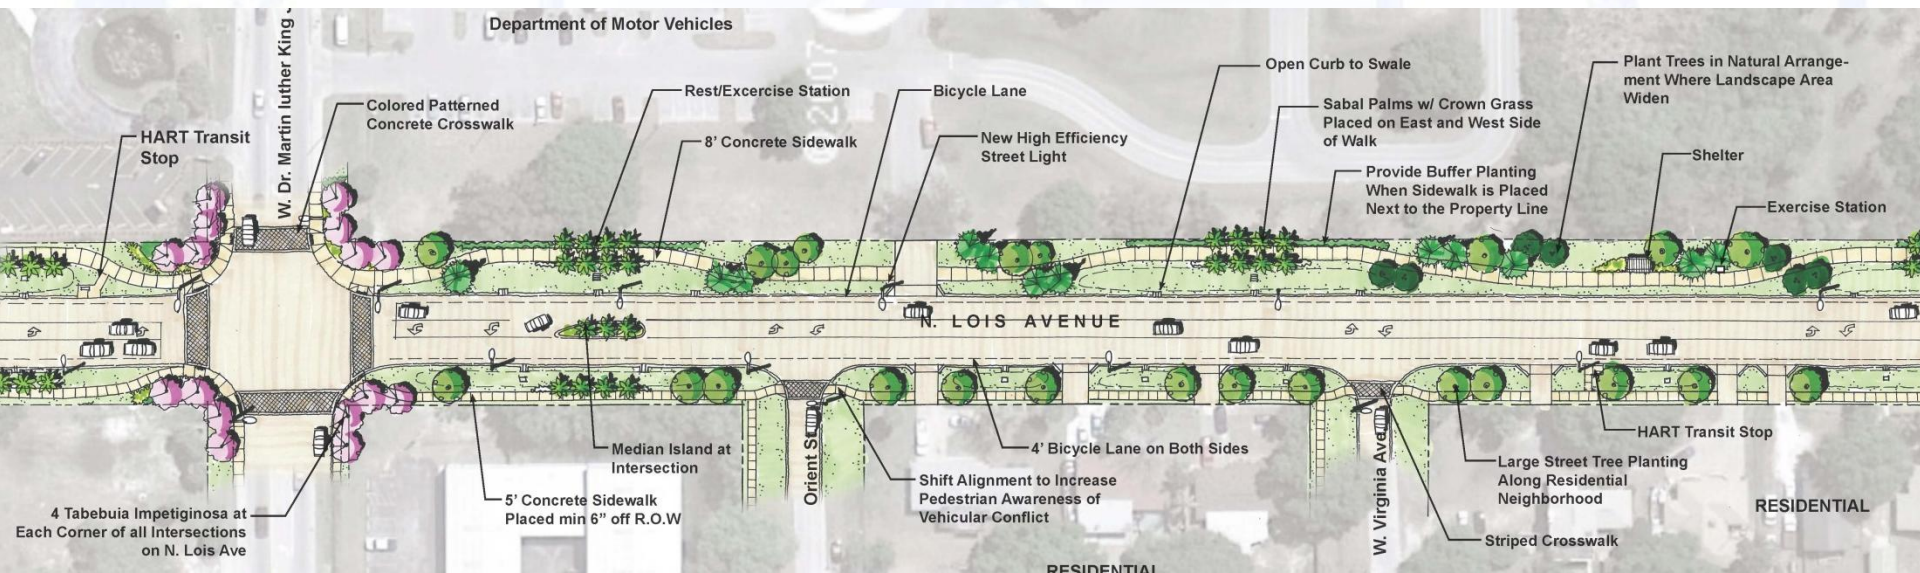 Department of Motor Vehicles
W. Dr. Martin luther King
Colored Patterned
Concrete Crosswalk
HART Transit
Stop
Rest/Excercise Station
8' Concrete Sidewalk
Bicycle Lane
New High Efficiency
Street Light
Open Curb to Swale
Sabal Palms w/ Crown Grass
Placed on East and West Side
of Walk
Provide Buffer Planting
When Sidewalk is Placed
Next to the Property Line
Plant Trees in Natural Arrange-
ment Where Landscape Area
Widen
Shelter
Exercise Station
N. LOIS AVENUE
4 Tabebuia Impetiginosa at
Each Corner of all Intersections
on N. Lois Ave
5' Concrete Sidewalk
Placed min 6" off R.O.W
Median Island at
Intersection
Orient St
Shift Alignment to Increase
Pedestrian Awareness of
Vehicular Conflict
4' Bicycle Lane on Both Sides
W. Virginia Ave
Striped Crosswalk
Large Street Tree Planting
Along Residential
Neighborhood
HART Transit Stop
RESIDENTIAL
RESIDENTIAL